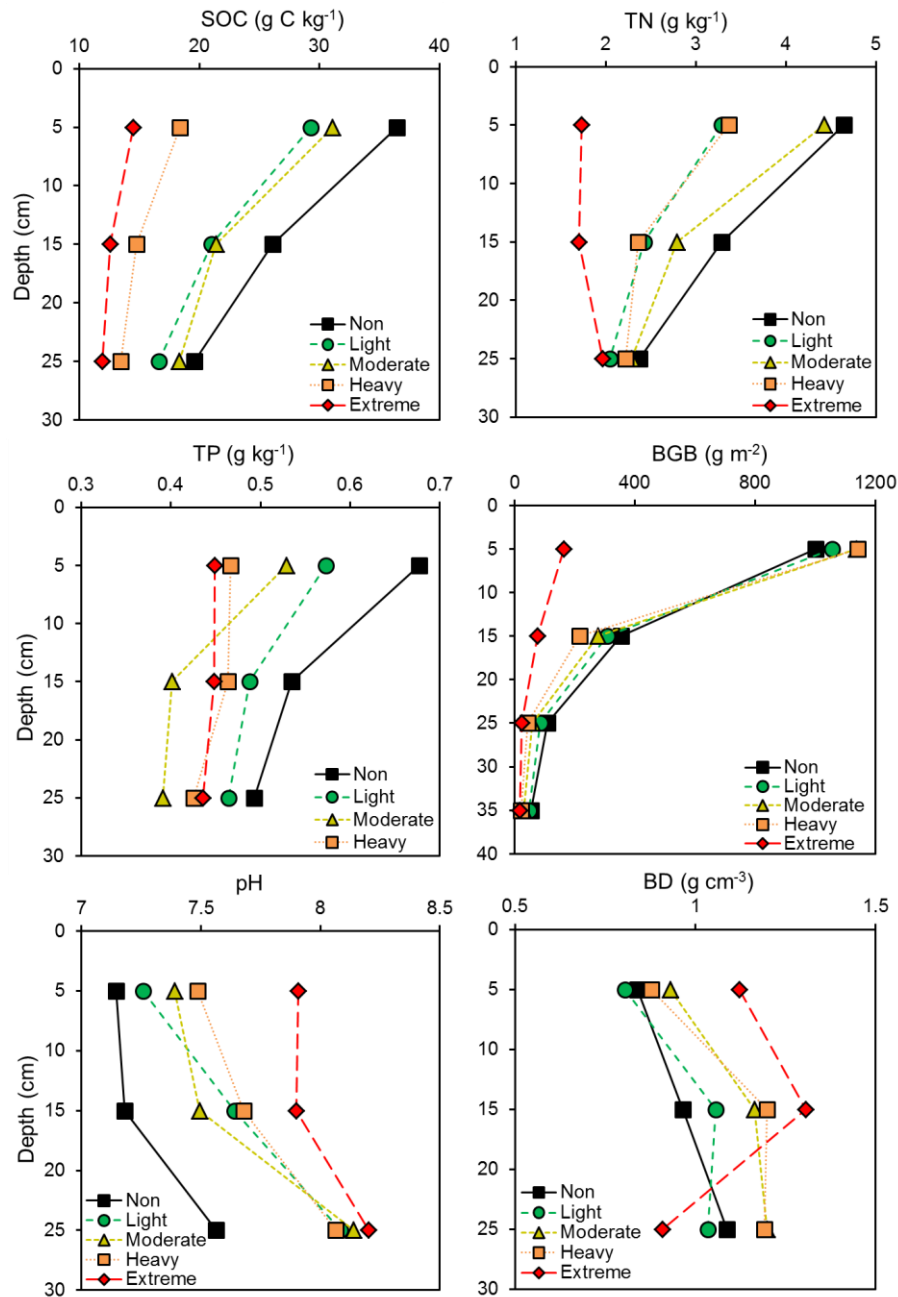 SOC (g C kg⁻¹)
10 20 30 40
0
5
10
15
20
25
30
Depth (cm)
Non
Light
Moderate
Heavy
Extreme
TN (g kg⁻¹)
1 2 3 4 5
0
5
10
15
20
25
30
Non
Light
Moderate
Heavy
Extreme
TP (g kg⁻¹)
0.3 0.4 0.5 0.6 0.7
0
5
10
15
20
25
30
Depth (cm)
Non
Light
Moderate
Heavy
BGB (g m⁻²)
0 400 800 1200
0
5
10
15
20
25
30
35
40
Non
Light
Moderate
Heavy
Extreme
pH
7 7.5 8 8.5
0
5
10
15
20
25
30
Depth (cm)
Non
Light
Moderate
Heavy
Extreme
BD (g cm⁻³)
0.5 1 1.5
0
5
10
15
20
25
30
Non
Light
Moderate
Heavy
Extreme